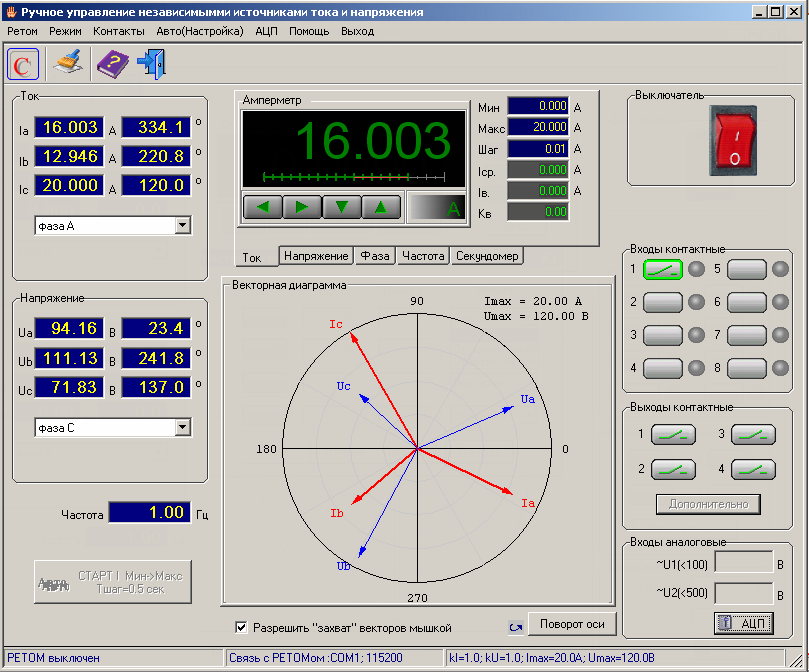 Ручное управление независимыми источниками тока и напряжения
Ретом Режим Контакты Авто(Настройка) АЦП Помощь Выход
C ?
Ток
Ia 16.003 A 334.1 °
Ib 12.946 A 220.8 °
Ic 20.000 A 120.0 °
фаза A
Напряжение
Ua 94.16 В 23.4 °
Ub 111.13 В 241.8 °
Uc 71.83 В 137.0 °
фаза C
Частота 1.00 Гц
Авто СТАРТ! Мин->Макс
Tшаг=0.5 сек
Амперметр
16.003
A
Мин 0.000 A
Макс 20.000 A
Шаг 0.01 A
Iср. 0.000 A
Iв. 0.000 A
Кв 0.00
Ток Напряжение Фаза Частота Секундомер
Векторная диаграмма
Imax = 20.00 A
Umax = 120.00 В
90
Ic
Uc
Ua
180
0
Ib
Ia
Ub
270
Разрешить "захват" векторов мышкой
Поворот оси
Выключатель
I
O
Входы контактные
1 5
2 6
3 7
4 8
Выходы контактные
1 3
2 4
Дополнительно
Входы аналоговые
~U1(<100) В
~U2(<500) В
АЦП
РЕТОМ выключен
Связь с РЕТОМом :COM1; 115200
kI=1.0; kU=1.0; Imax=20.0A; Umax=120.0В